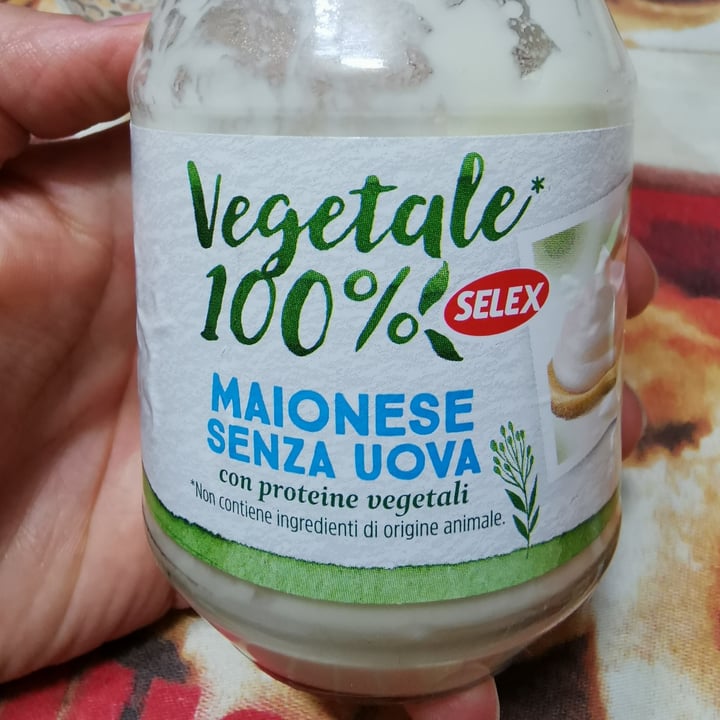 Vegetale*
100%
SELEX
MAIONESE
SENZA UOVA
con proteine vegetali
*Non contiene ingredienti di origine animale.